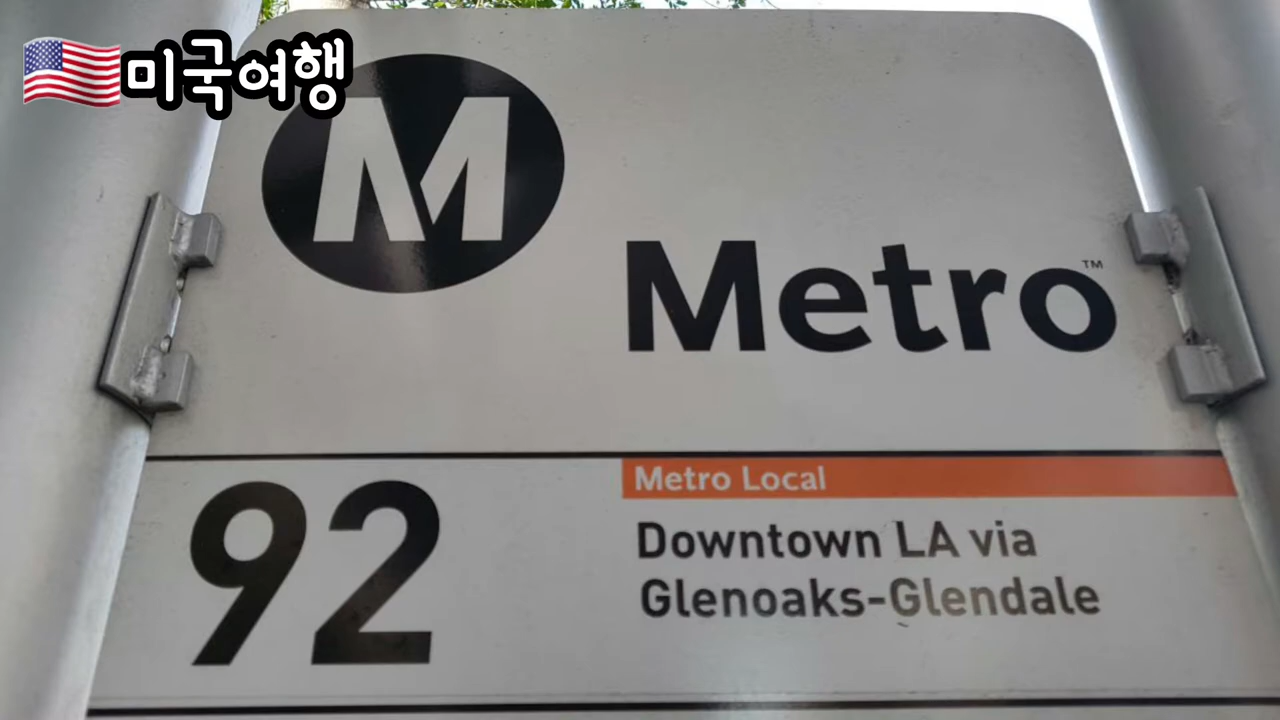 미국여행
M
Metro™
92
Metro Local
Downtown LA via
Glenoaks-Glendale